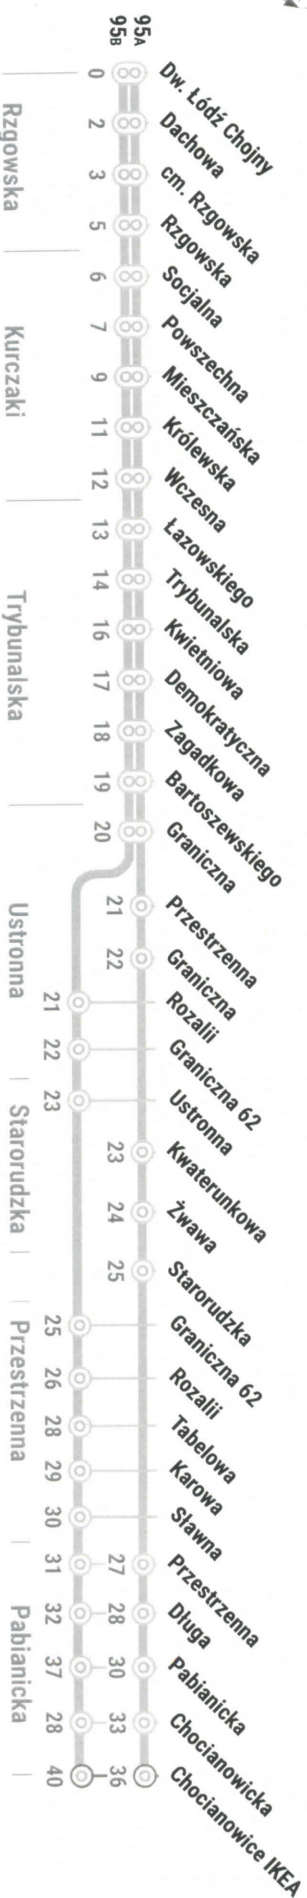 95A
95B
0 Dw. Łódź Chojny
2 Dachowa
3 cm. Rzgowska
5 Rzgowska
6 Socjalna
7 Powszechna
9 Mieszczańska
11 Królewska
12 Wczesna
13 Łazowskiego
14 Trybunalska
16 Kwietniowa
17 Demokratyczna
18 Zagadkowa
19 Bartoszewskiego
20 Graniczna
21 Przestrzenna
22 Graniczna
21 Rozalii
22 Graniczna 62
23 Ustronna
23 Kwaterunkowa
24 Żwawa
25 Starorudzka
25 Graniczna 62
26 Rozalii
28 Tabelowa
29 Karowa
30 Sławna
31 27 Przestrzenna
32 28 Długa
37 30 Pabianicka
28 33 Chocianowicka
40 36 Chocianowice IKEA
Rzgowska
Kurczaki
Trybunalska
Ustronna
Starorudzka
Przestrzenna
Pabianicka